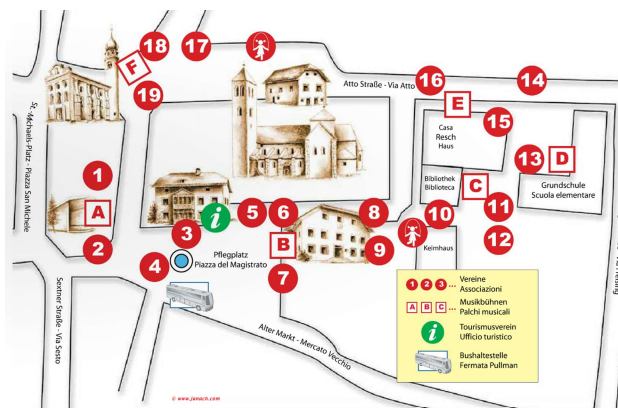 18
17
F
16
14
Atto Straße - Via Atto
19
E
15
Casa
Resch
Haus
St. Michaels-Platz - Piazza San Michele
13
D
1
Bibliothek
Biblioteca
C
Grundschule
Scuola elementare
A
5
6
8
10
11
i
2
3
B
9
Keimhaus
12
4
Pflegplatz
Piazza del Magistrato
7
1 2 3 ...
Vereine
Associazioni
A B C ...
Musikbühnen
Palchi musicali
i
Tourismusverein
Ufficio turistico
Bushaltestelle
Fermata Pullman
Sextner Straße - Via Sesto
Alter Markt - Mercato Vecchio
© www.janach.com